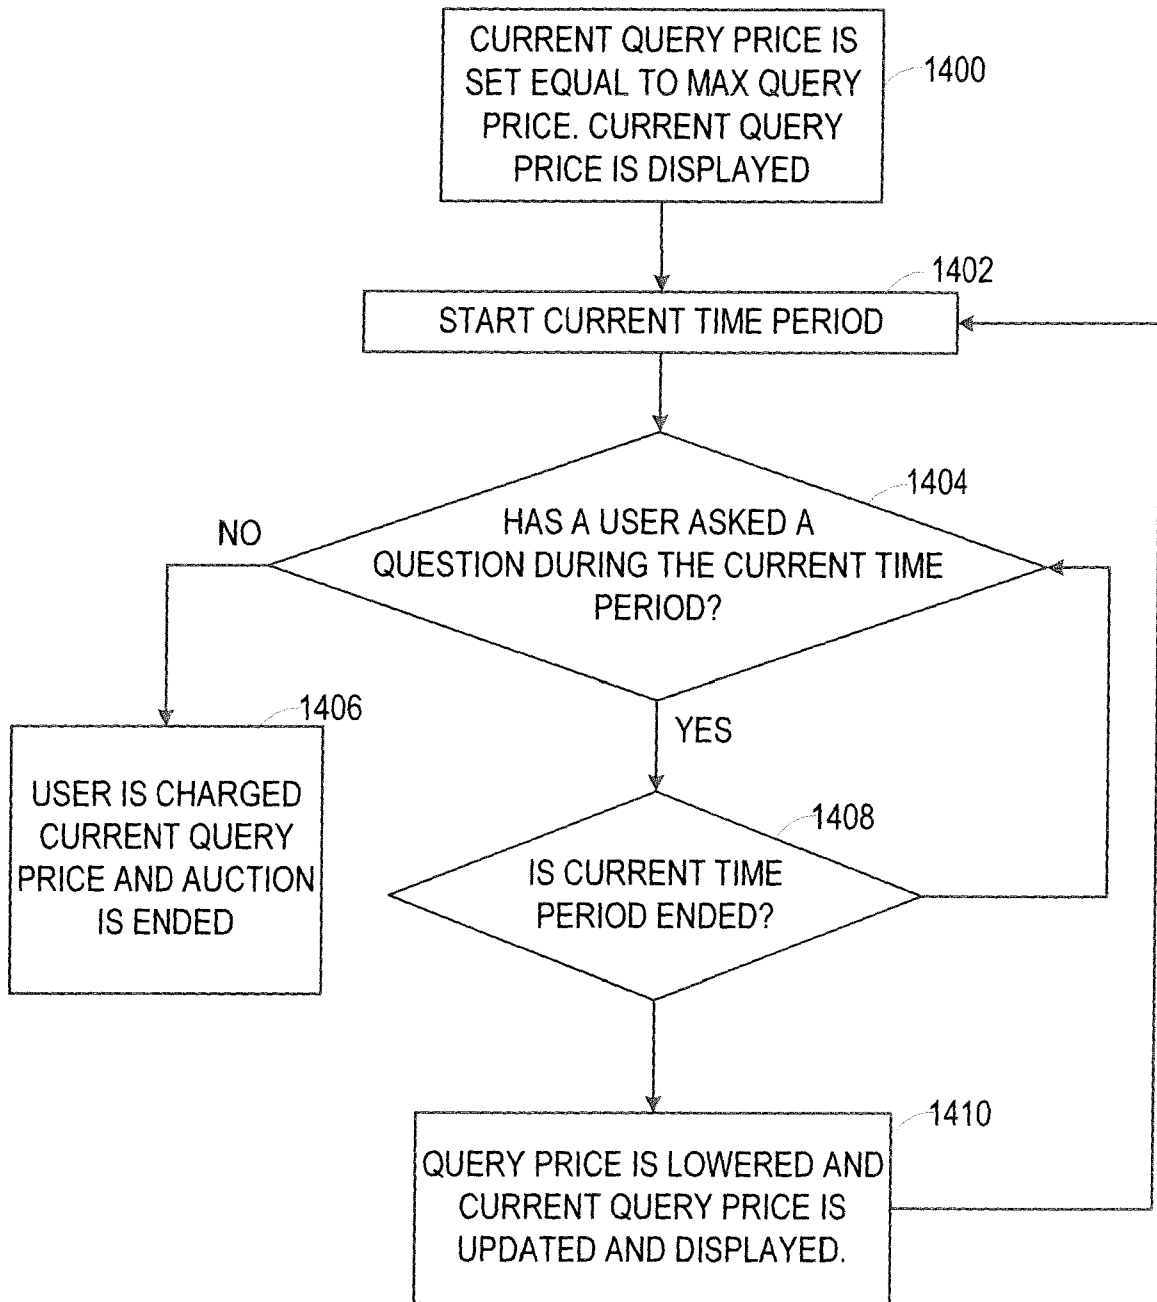 CURRENT QUERY PRICE IS
SET EQUAL TO MAX QUERY
PRICE. CURRENT QUERY
PRICE IS DISPLAYED
1400
1402
START CURRENT TIME PERIOD
1404
HAS A USER ASKED A
QUESTION DURING THE CURRENT TIME
PERIOD?
NO
YES
1406
USER IS CHARGED
CURRENT QUERY
PRICE AND AUCTION
IS ENDED
1408
IS CURRENT TIME
PERIOD ENDED?
1410
QUERY PRICE IS LOWERED AND
CURRENT QUERY PRICE IS
UPDATED AND DISPLAYED.